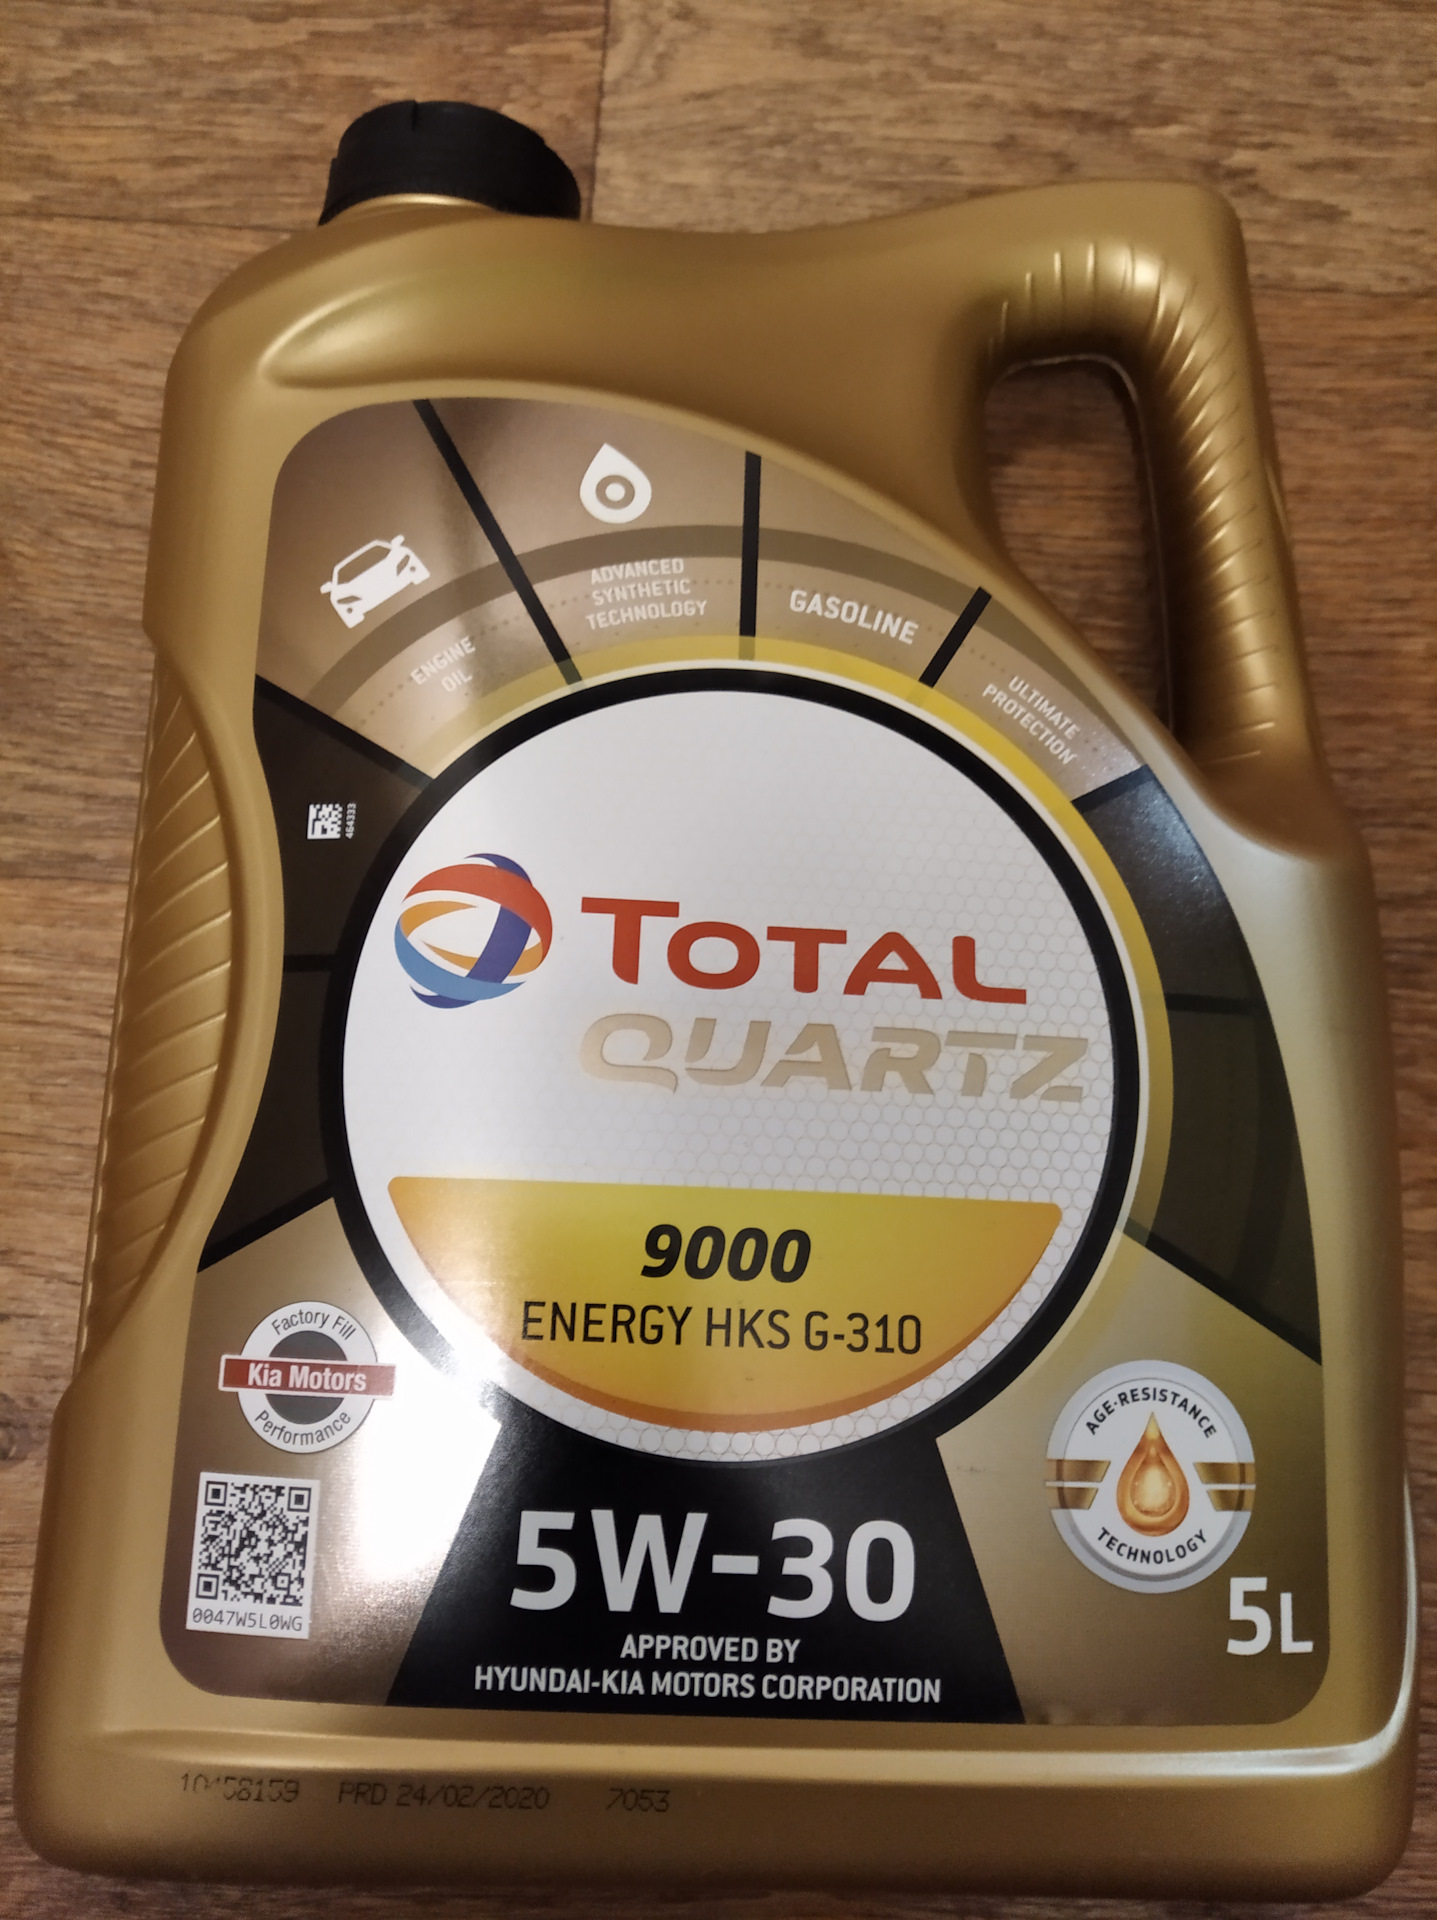 ENGINE
OIL
ADVANCED
SYNTHETIC
TECHNOLOGY
GASOLINE
ULTIMATE
PROTECTION
464333
TOTAL
QUARTZ
9000
ENERGY HKS G-310
Factory Fill
Kia Motors
Performance
AGE-RESISTANCE
TECHNOLOGY
0047W5L0WG
5W-30
5L
APPROVED BY
HYUNDAI-KIA MOTORS CORPORATION
PRD 24/02/2020 7053